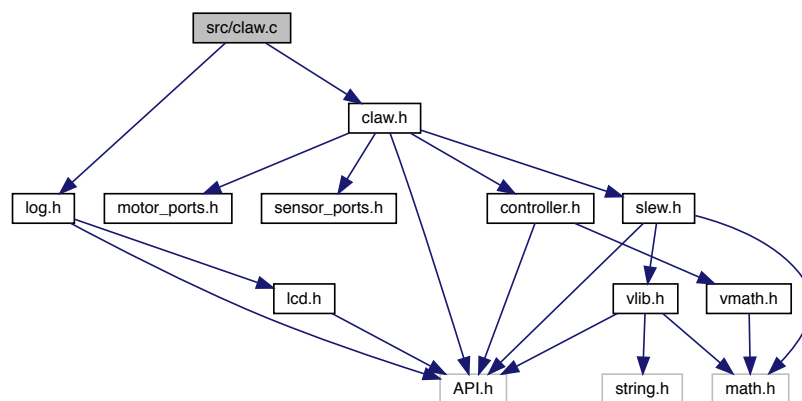 src/claw.c
claw.h
log.h
motor_ports.h
sensor_ports.h
controller.h
slew.h
lcd.h
vlib.h
vmath.h
API.h
string.h
math.h